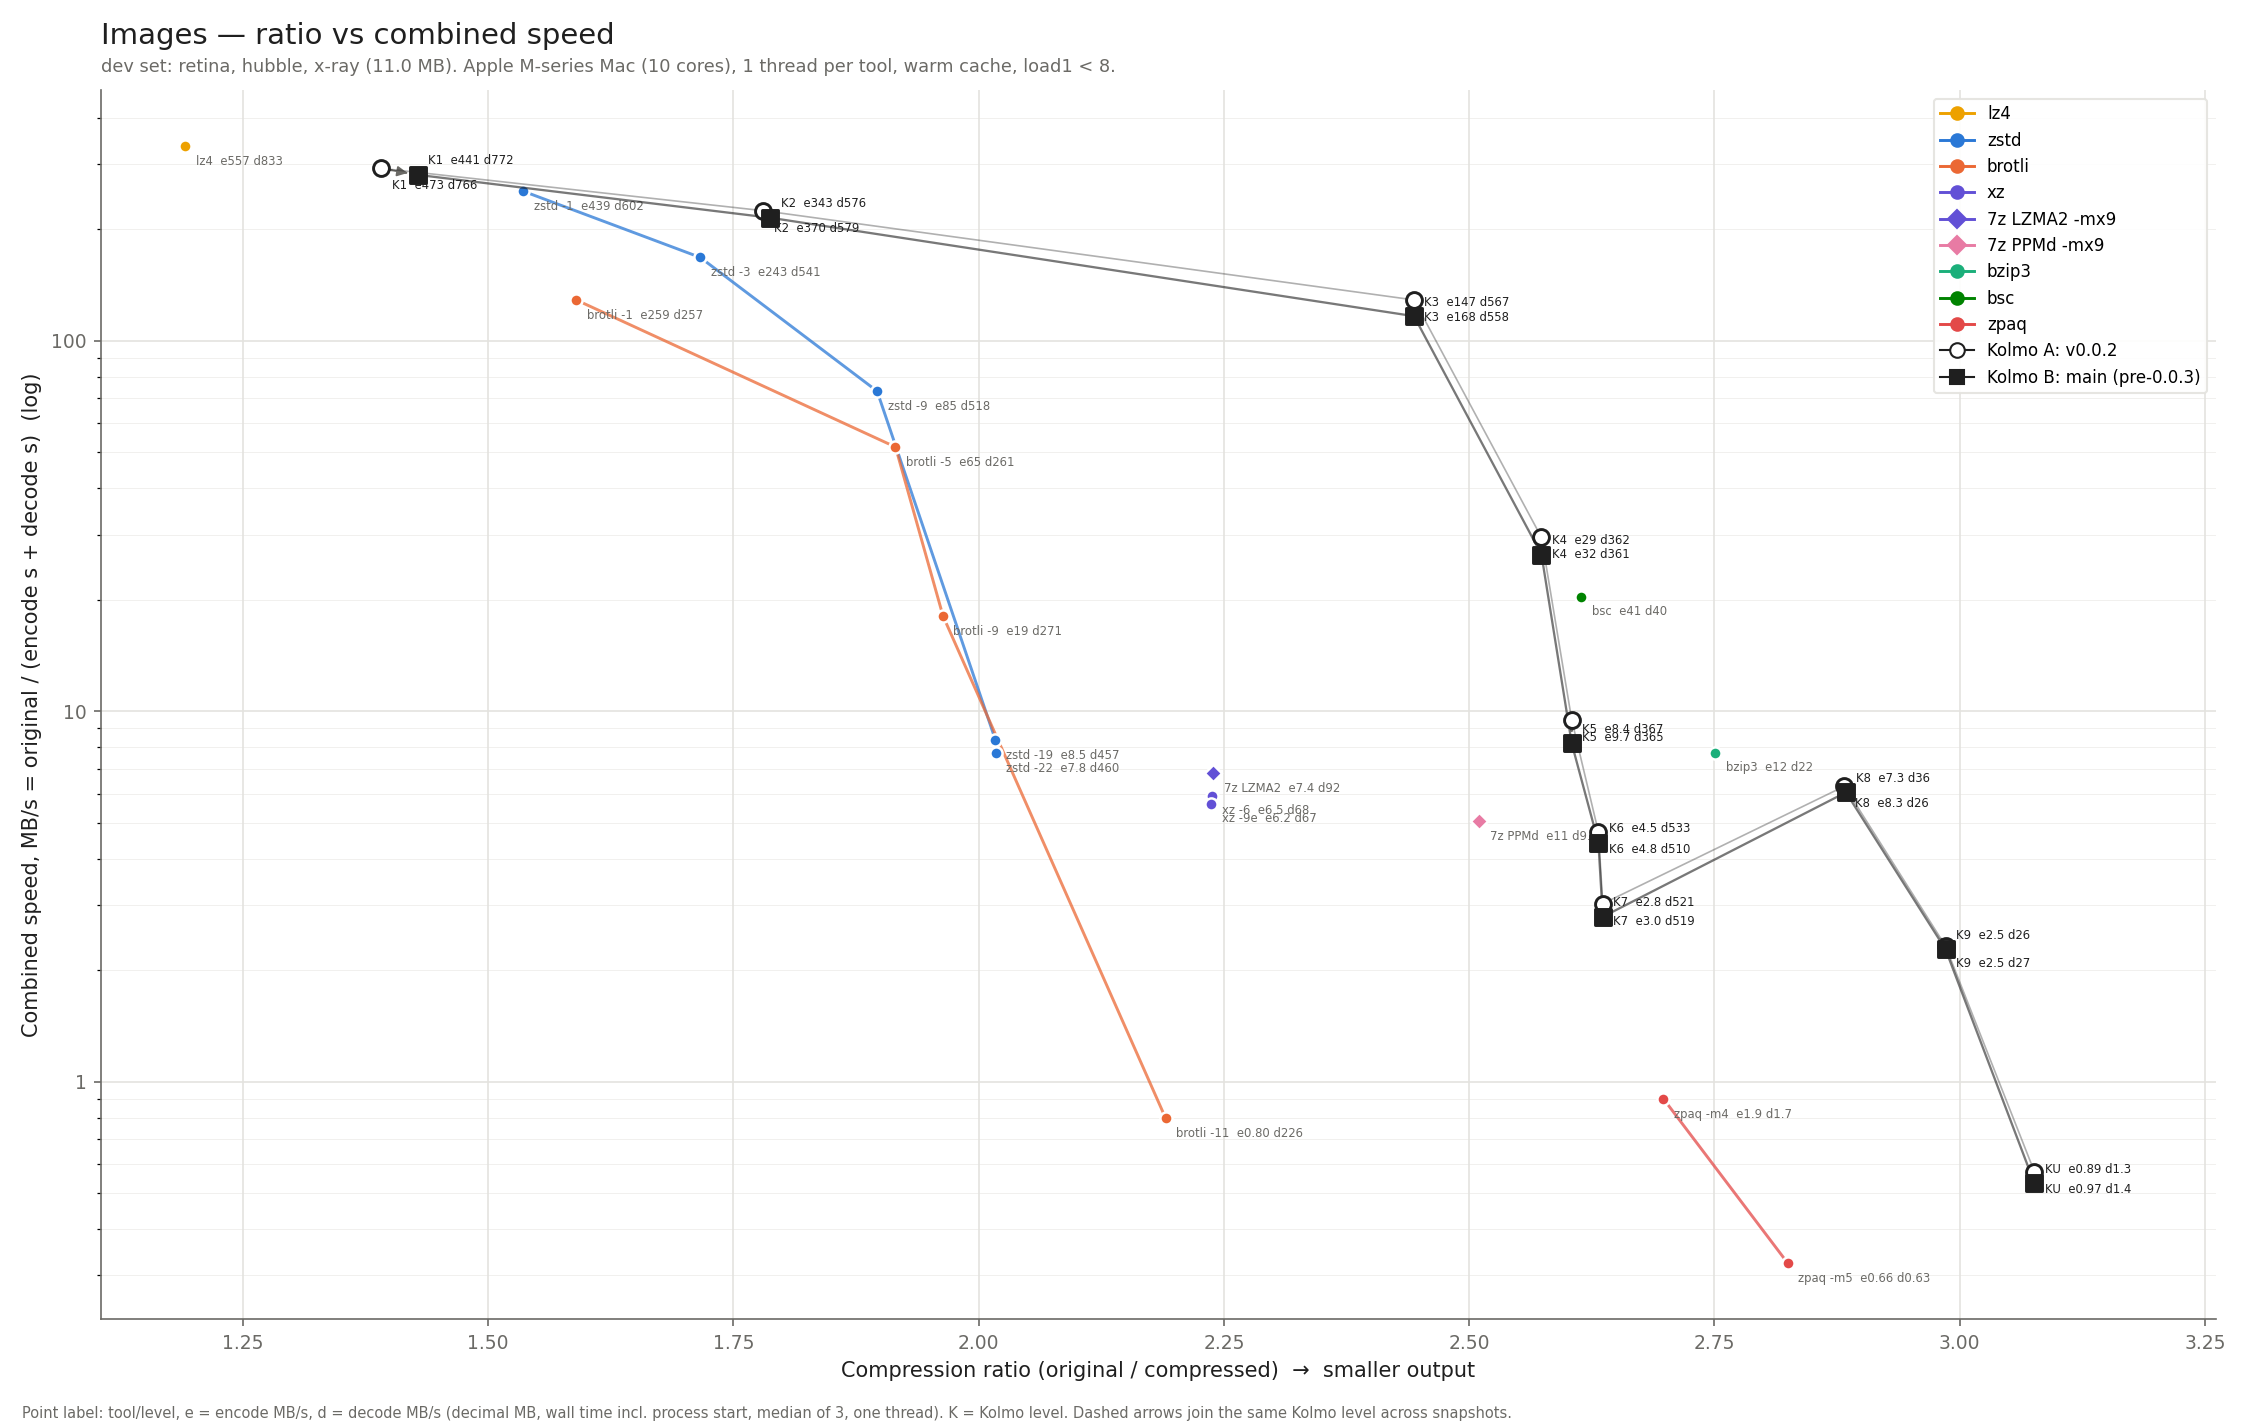 Images — ratio vs combined speed
dev set: retina, hubble, x-ray (11.0 MB). Apple M-series Mac (10 cores), 1 thread per tool, warm cache, load1 < 8.
lz4
zstd
brotli
xz
7z LZMA2 -mx9
7z PPMd -mx9
bzip3
bsc
zpaq
Kolmo A: v0.0.2
Kolmo B: main (pre-0.0.3)
lz4 e557 d833
K1 e441 d772
K1 e473 d766
zstd -1 e439 d602
K2 e343 d576
K2 e370 d579
zstd -3 e243 d541
brotli -1 e259 d257
K3 e147 d567
K3 e168 d558
zstd -9 e85 d518
brotli -5 e65 d261
K4 e29 d362
K4 e32 d361
bsc e41 d40
brotli -9 e19 d271
K5 e8.4 d367
K5 e9.7 d365
zstd -19 e8.5 d457
zstd -22 e7.8 d460
bzip3 e12 d22
7z LZMA2 e7.4 d92
xz -6 e6.5 d68
xz -9e e6.2 d67
K8 e7.3 d36
K8 e8.3 d26
7z PPMd e11 d9.
K6 e4.5 d533
K6 e4.8 d510
K7 e2.8 d521
K7 e3.0 d519
K9 e2.5 d26
K9 e2.5 d27
brotli -11 e0.80 d226
zpaq -m4 e1.9 d1.7
KU e0.89 d1.3
KU e0.97 d1.4
zpaq -m5 e0.66 d0.63
100
10
1
Combined speed, MB/s = original / (encode s + decode s) (log)
1.25 1.50 1.75 2.00 2.25 2.50 2.75 3.00 3.25
Compression ratio (original / compressed) → smaller output
Point label: tool/level, e = encode MB/s, d = decode MB/s (decimal MB, wall time incl. process start, median of 3, one thread). K = Kolmo level. Dashed arrows join the same Kolmo level across snapshots.